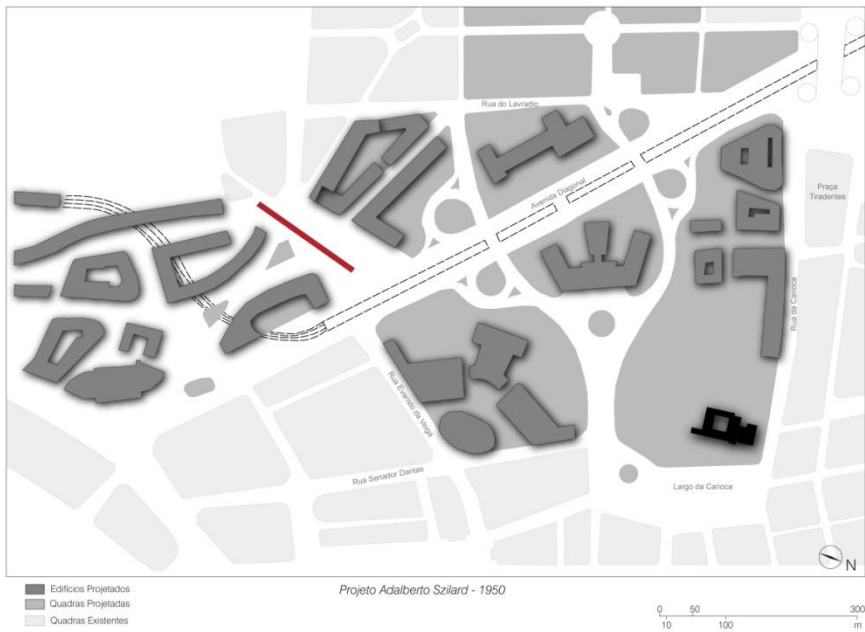 Rua do Lavradio
Avenida Diagonal
Praça
Tiradentes
Rua da Carioca
Rua Evaristo da Veiga
Rua Senador Dantas
Largo da Carioca
N
Edifícios Projetados
Quadras Projetadas
Quadras Existentes
Projeto Adalberto Szilard - 1950
0 50 300
10 100 m